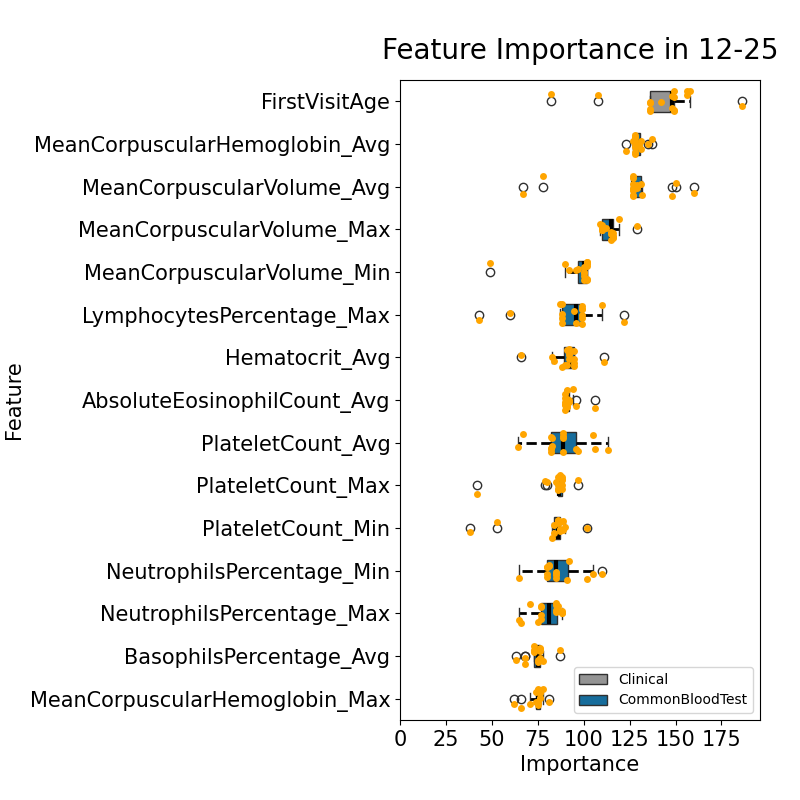 Feature Importance in 12-25
FirstVisitAge
MeanCorpuscularHemoglobin_Avg
MeanCorpuscularVolume_Avg
MeanCorpuscularVolume_Max
MeanCorpuscularVolume_Min
LymphocytesPercentage_Max
Hematocrit_Avg
AbsoluteEosinophilCount_Avg
PlateletCount_Avg
PlateletCount_Max
PlateletCount_Min
NeutrophilsPercentage_Min
NeutrophilsPercentage_Max
BasophilsPercentage_Avg
MeanCorpuscularHemoglobin_Max
Feature
Clinical
CommonBloodTest
0 25 50 75 100 125 150 175
Importance